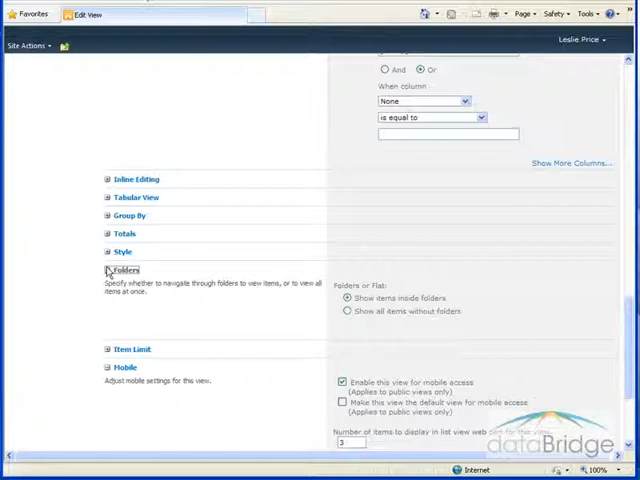 Favorites
Edit View
Page
Safety
Tools
Site Actions
Leslie Price
And
Or
When column
None
is equal to
Show More Columns...
Inline Editing
Tabular View
Group By
Totals
Style
Folders
Specify whether to navigate through folders to view items, or to view all
items at once.
Folders or Flat:
Show items inside folders
Show all items without folders
Item Limit
Mobile
Adjust mobile settings for this view.
Enable this view for mobile access
(Applies to public views only)
Make this view the default view for mobile access
(Applies to public views only)
Number of items to display in list view web part for this view:
3
dataBridge
Internet
100%